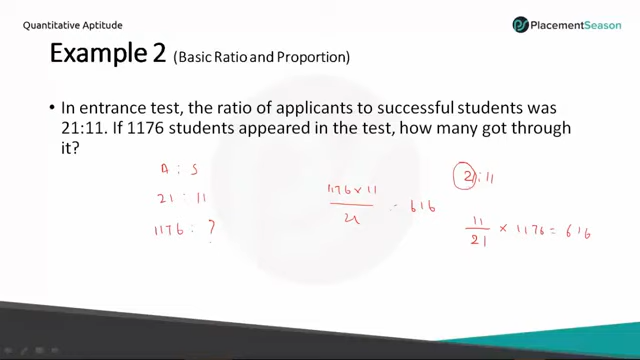 Quantitative Aptitude
PlacementSeason
Example 2 (Basic Ratio and Proportion)
• In entrance test, the ratio of applicants to successful students was
21:11. If 1176 students appeared in the test, how many got through
it?
A : S
21 : 11
1176 : ?
1176 × 11
21
= 616
21:11
11
21
× 1176 = 616